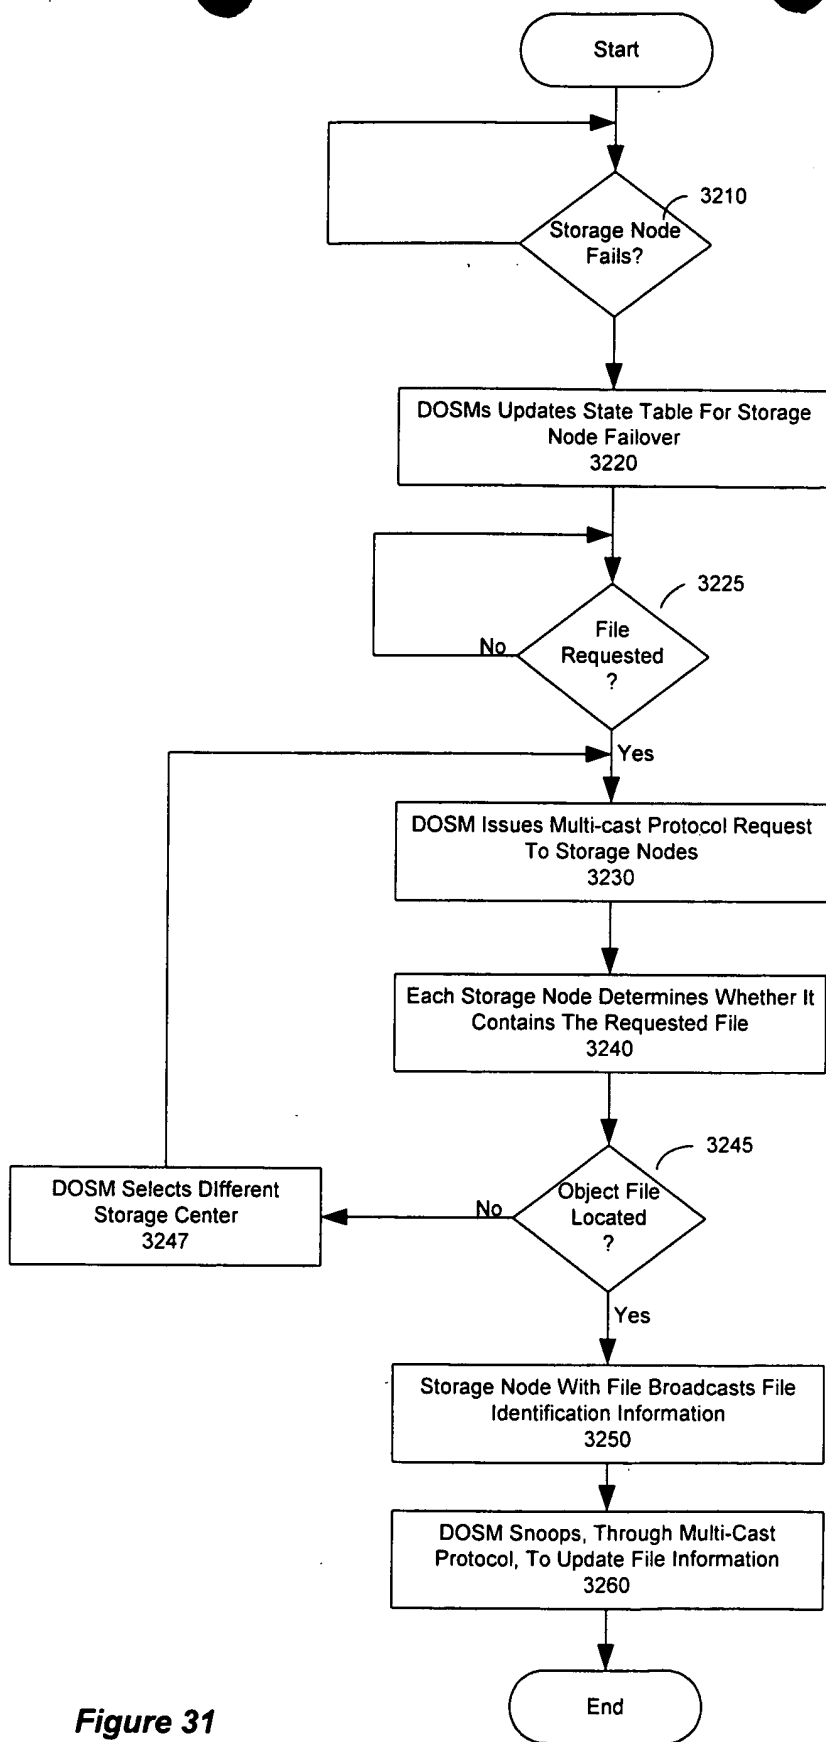 Start
3210
Storage Node
Fails?
DOSMs Updates State Table For Storage
Node Failover
3220
3225
File
Requested
?
No
Yes
DOSM Issues Multi-cast Protocol Request
To Storage Nodes
3230
Each Storage Node Determines Whether It
Contains The Requested File
3240
3245
Object File
Located
?
No
DOSM Selects DIfferent
Storage Center
3247
Yes
Storage Node With File Broadcasts File
Identification Information
3250
DOSM Snoops, Through Multi-Cast
Protocol, To Update File Information
3260
End
Figure 31